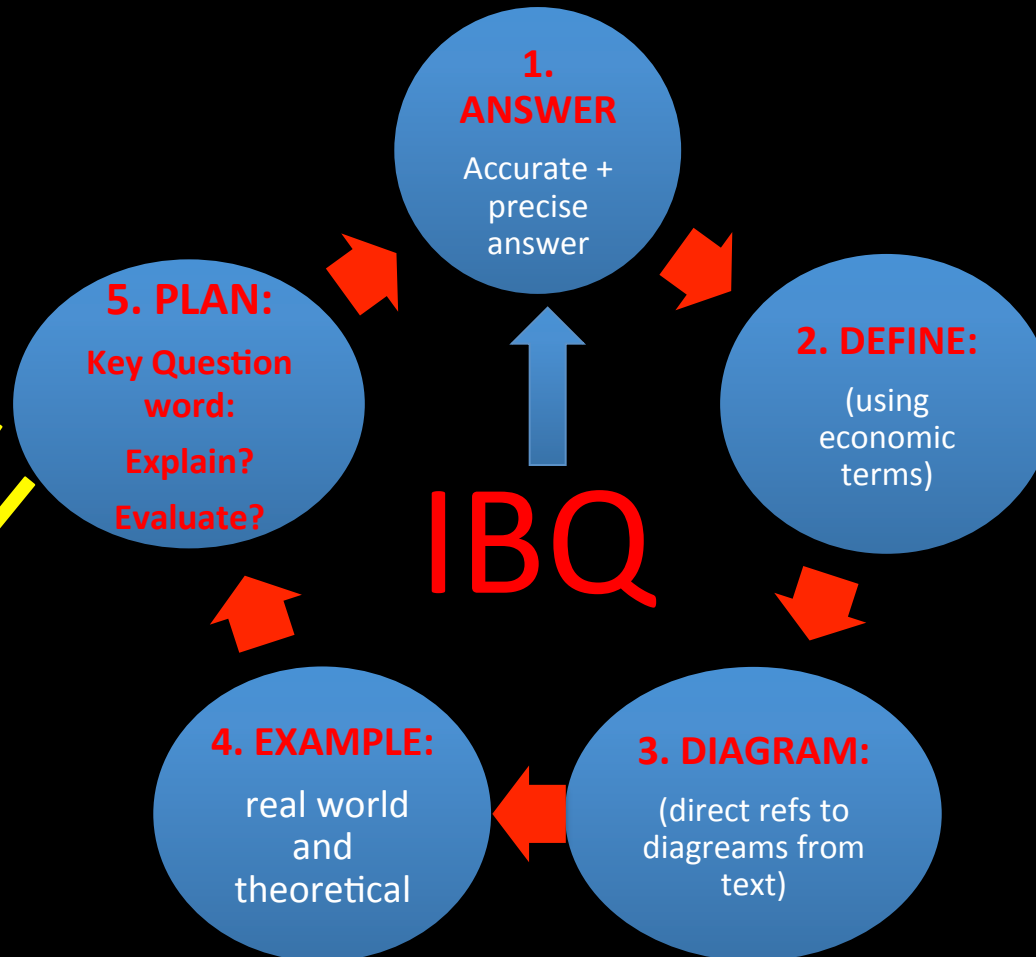 1.
ANSWER
Accurate +
precise
answer
2. DEFINE:
(using
economic
terms)
3. DIAGRAM:
(direct refs to
diagreams from
text)
4. EXAMPLE:
real world
and
theoretical
5. PLAN:
Key Question
word:
Explain?
Evaluate?
IBQ